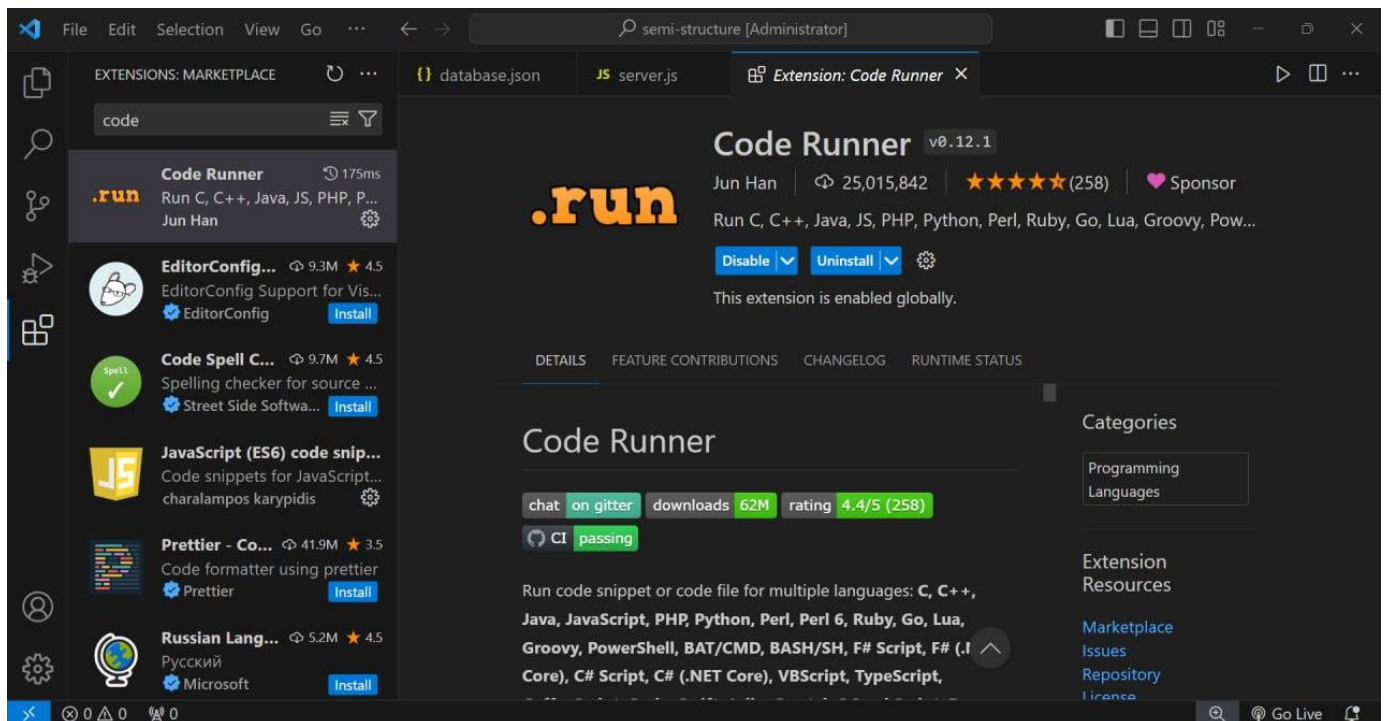 File Edit Selection View Go ... semi-structure [Administrator]
EXTENSIONS: MARKETPLACE
code
.run
Code Runner 175ms
Run C, C++, Java, JS, PHP, P...
Jun Han
EditorConfig... 9.3M ★ 4.5
EditorConfig Support for Vis...
EditorConfig Install
Spell
Code Spell C... 9.7M ★ 4.5
Spelling checker for source ...
Street Side Softwa... Install
JS
JavaScript (ES6) code snip...
Code snippets for JavaScript...
charalampos karypidis
Prettier - Co... 41.9M ★ 3.5
Code formatter using prettier
Prettier Install
Russian Lang... 5.2M ★ 4.5
Русский
Microsoft Install
{} database.json JS server.js Extension: Code Runner
.run
Code Runner v0.12.1
Jun Han 25,015,842 ★★★★★(258) Sponsor
Run C, C++, Java, JS, PHP, Python, Perl, Ruby, Go, Lua, Groovy, Pow...
Disable Uninstall
This extension is enabled globally.
DETAILS FEATURE CONTRIBUTIONS CHANGELOG RUNTIME STATUS
Code Runner
chat on gitter downloads 62M rating 4.4/5 (258)
CI passing
Run code snippet or code file for multiple languages: C, C++,
Java, JavaScript, PHP, Python, Perl, Perl 6, Ruby, Go, Lua,
Groovy, PowerShell, BAT/CMD, BASH/SH, F# Script, F# (.
Core), C# Script, C# (.NET Core), VBScript, TypeScript,
Categories
Programming
Languages
Extension
Resources
Marketplace
Issues
Repository
License
0 0 0 Go Live